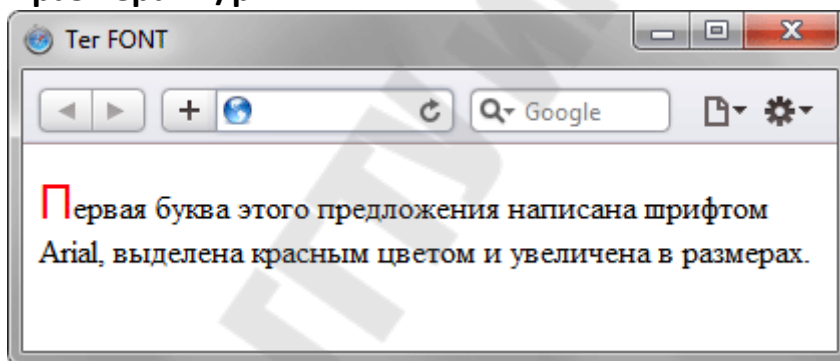 Тег FONT
Google
Первая буква этого предложения написана шрифтом
Arial, выделена красным цветом и увеличена в размерах.